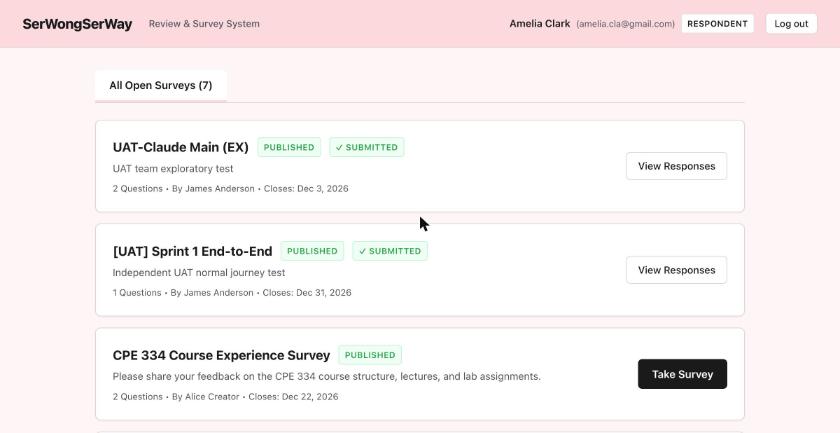 SerWongSerWay Review & Survey System Amelia Clark (amelia.cla@gmail.com) RESPONDENT Log out
All Open Surveys (7)
UAT-Claude Main (EX) PUBLISHED ✓ SUBMITTED
UAT team exploratory test
View Responses
2 Questions • By James Anderson • Closes: Dec 3, 2026
[UAT] Sprint 1 End-to-End PUBLISHED ✓ SUBMITTED
Independent UAT normal journey test
View Responses
1 Questions • By James Anderson • Closes: Dec 31, 2026
CPE 334 Course Experience Survey PUBLISHED
Please share your feedback on the CPE 334 course structure, lectures, and lab assignments.
Take Survey
2 Questions • By Alice Creator • Closes: Dec 22, 2026